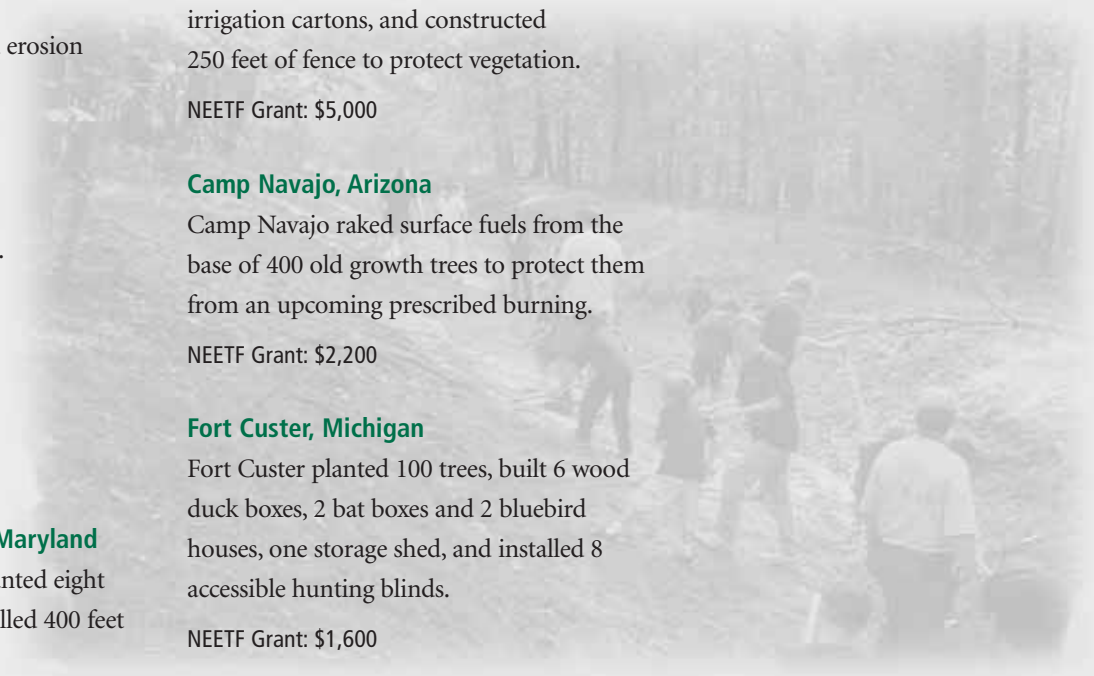 erosion
.
Maryland
eight
400 feet
irrigation cartons, and constructed
250 feet of fence to protect vegetation.
NEETF Grant: $5,000
Camp Navajo, Arizona
Camp Navajo raked surface fuels from the
base of 400 old growth trees to protect them
from an upcoming prescribed burning.
NEETF Grant: $2,200
Fort Custer, Michigan
Fort Custer planted 100 trees, built 6 wood
duck boxes, 2 bat boxes and 2 bluebird
houses, one storage shed, and installed 8
accessible hunting blinds.
NEETF Grant: $1,600